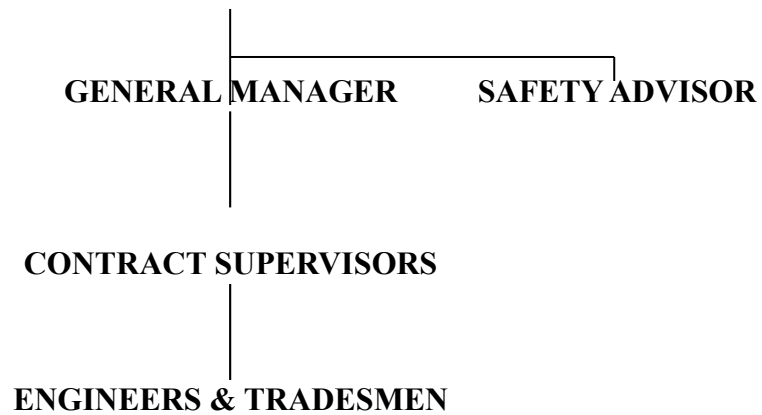 GENERAL MANAGER SAFETY ADVISOR
CONTRACT SUPERVISORS
ENGINEERS & TRADESMEN